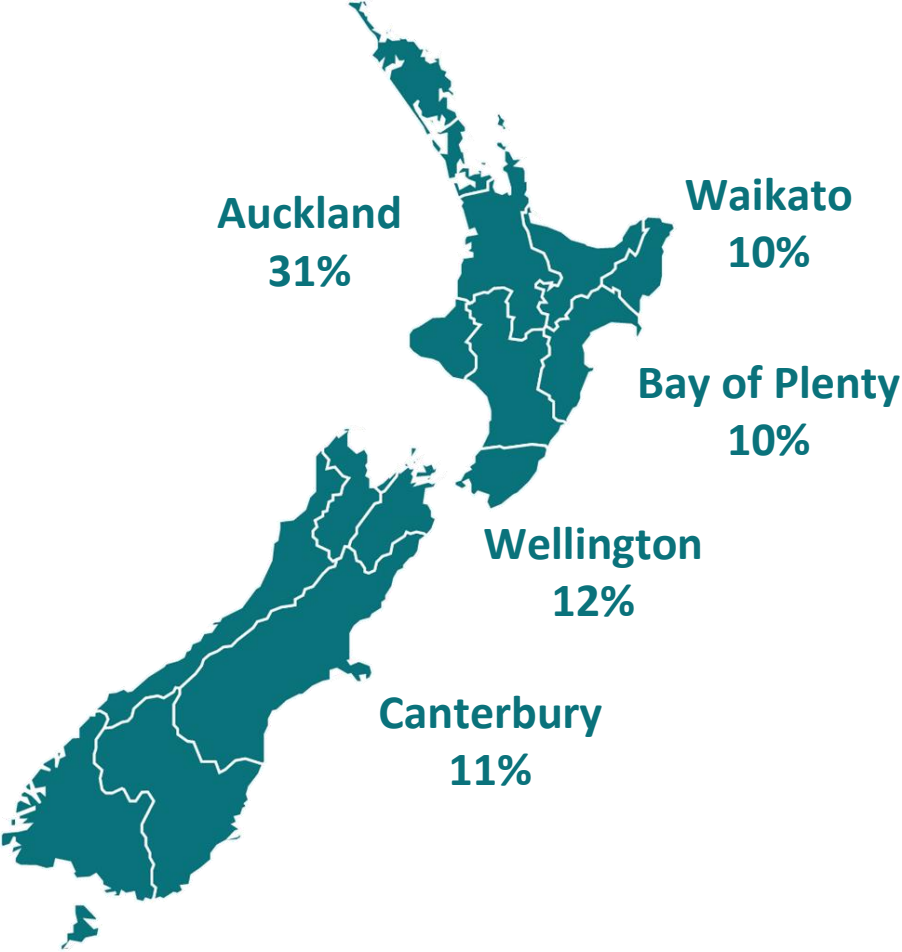 Auckland
31%
Waikato
10%
Bay of Plenty
10%
Wellington
12%
Canterbury
11%